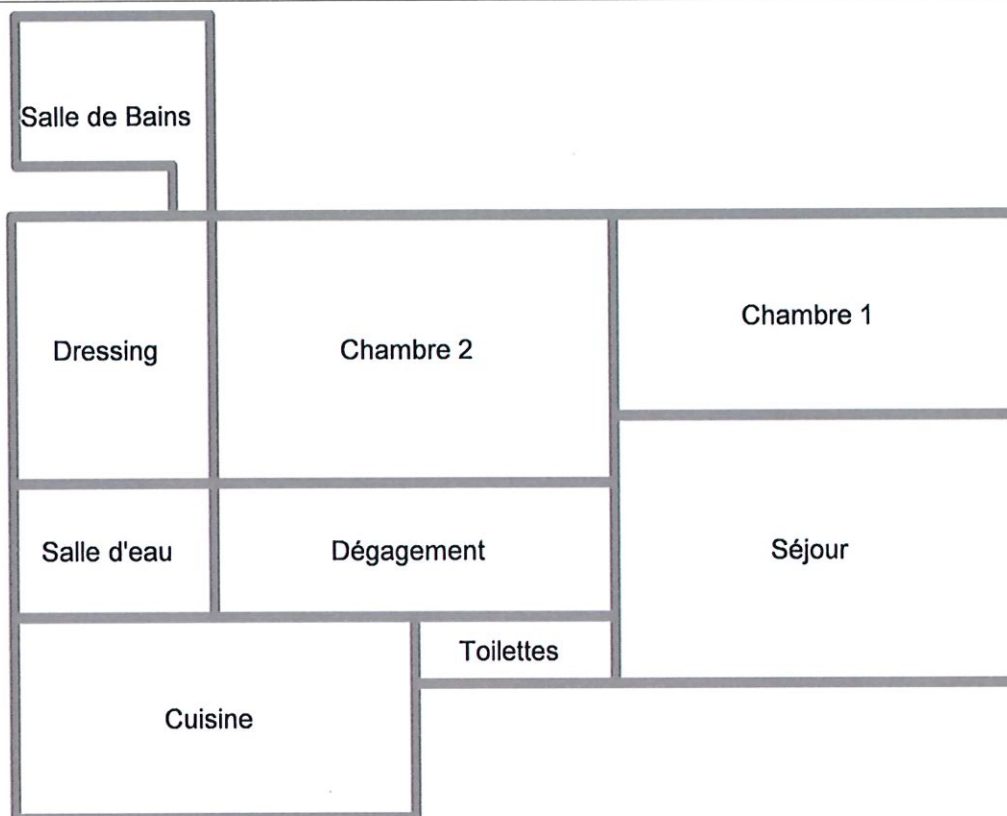 Salle de Bains
Chambre 1
Dressing
Chambre 2
Salle d'eau
Dégagement
Séjour
Toilettes
Cuisine